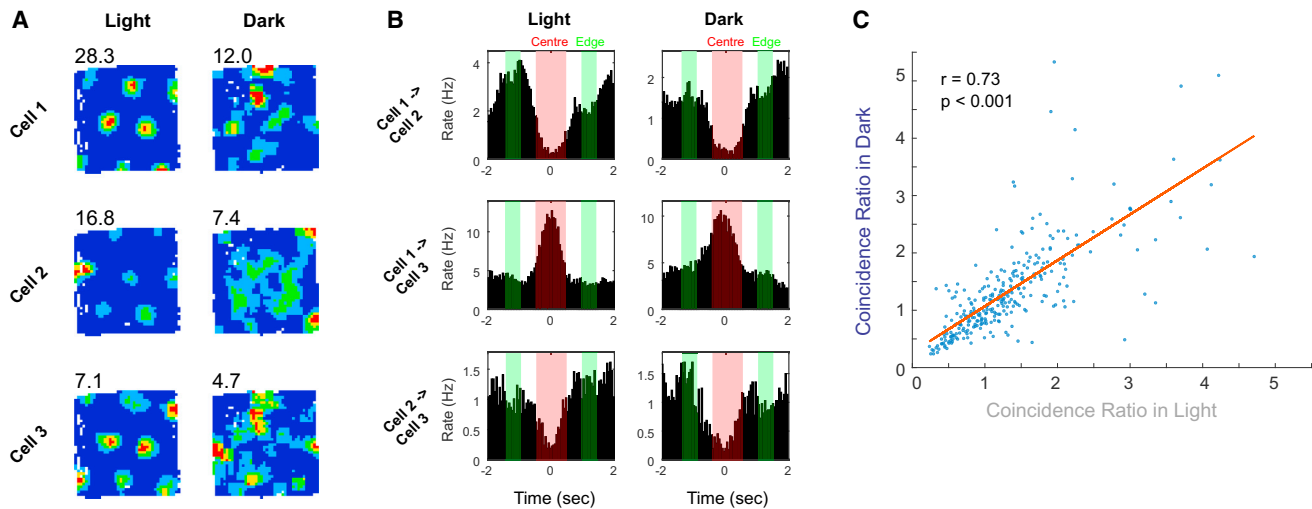 A
Light
Dark
Cell 1
28.3
12.0
Cell 2
16.8
7.4
Cell 3
7.1
4.7
B
Light
Dark
Centre
Edge
Centre
Edge
Cell 1 ->
Cell 2
Rate (Hz)
4
2
0
-2
0
2
2
1
0
-2
0
2
Cell 1 ->
Cell 3
Rate (Hz)
10
5
0
-2
0
2
10
5
0
-2
0
2
Cell 2 ->
Cell 3
Rate (Hz)
1.5
1
0.5
0
-2
0
2
1.5
1
0.5
0
-2
0
2
Time (sec)
Time (sec)
C
r = 0.73
p < 0.001
Coincidence Ratio in Dark
5
4
3
2
1
0
0
1
2
3
4
5
Coincidence Ratio in Light